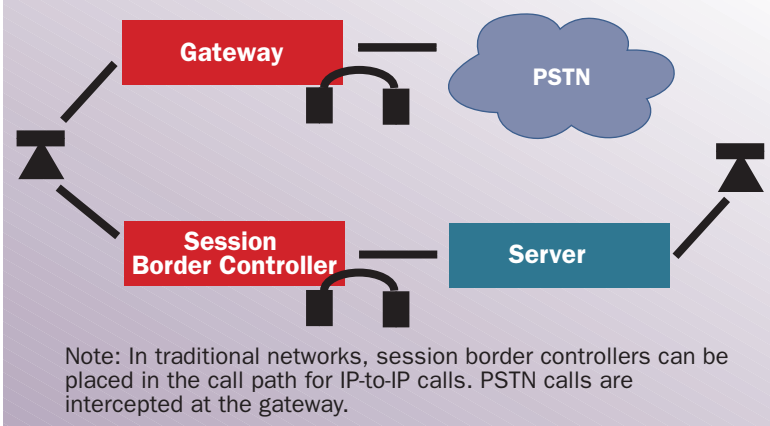 Gateway
PSTN
Session
Border Controller
Server
Note: In traditional networks, session border controllers can be
placed in the call path for IP-to-IP calls. PSTN calls are
intercepted at the gateway.